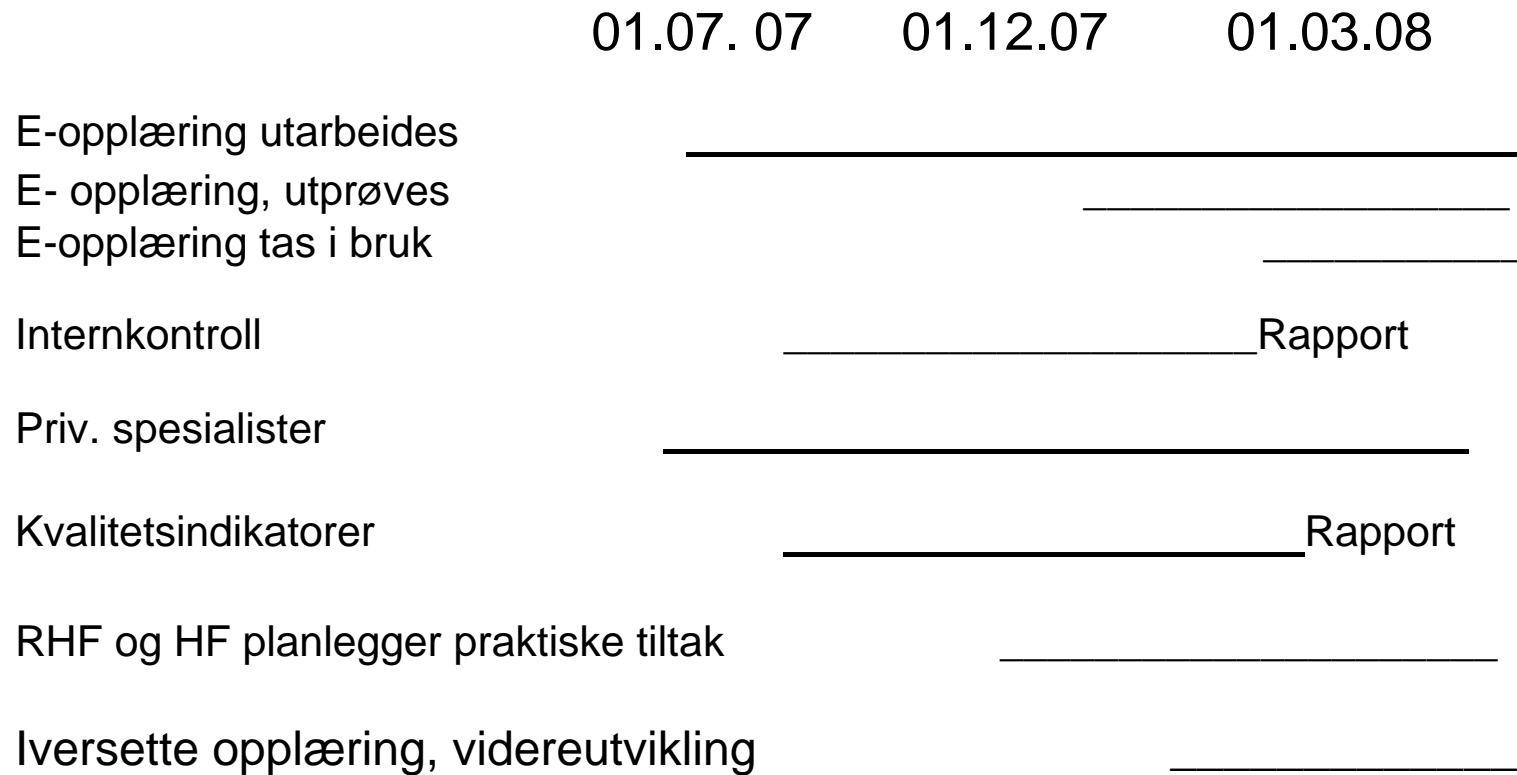 01.07. 07 01.12.07 01.03.08
E-opplæring utarbeides
E- opplæring, utprøves
E-opplæring tas i bruk
Internkontroll Rapport
Priv. spesialister
Kvalitetsindikatorer Rapport
RHF og HF planlegger praktiske tiltak
Iversette opplæring, videreutvikling